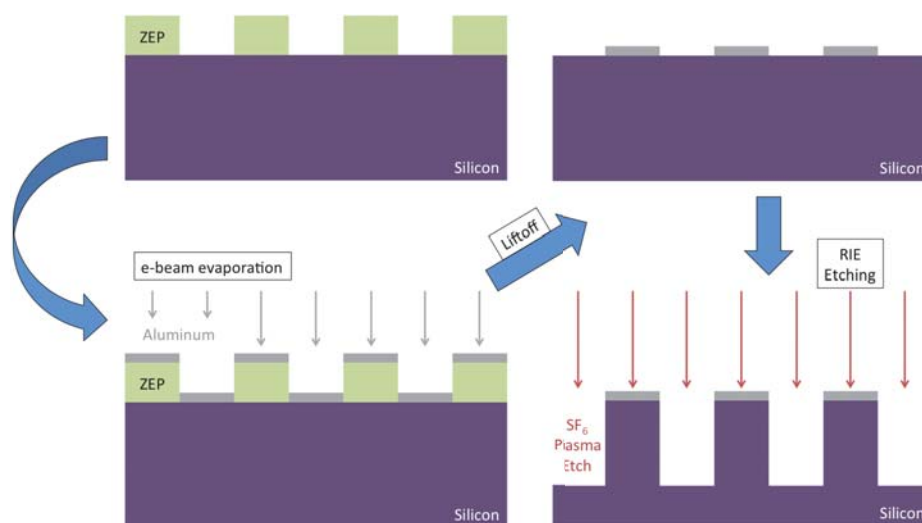 ZEP
Silicon
Silicon
e-beam evaporation
Aluminum
ZEP
Silicon
Liftoff
RIE
Etching
SF₆
Plasma
Etch
Silicon